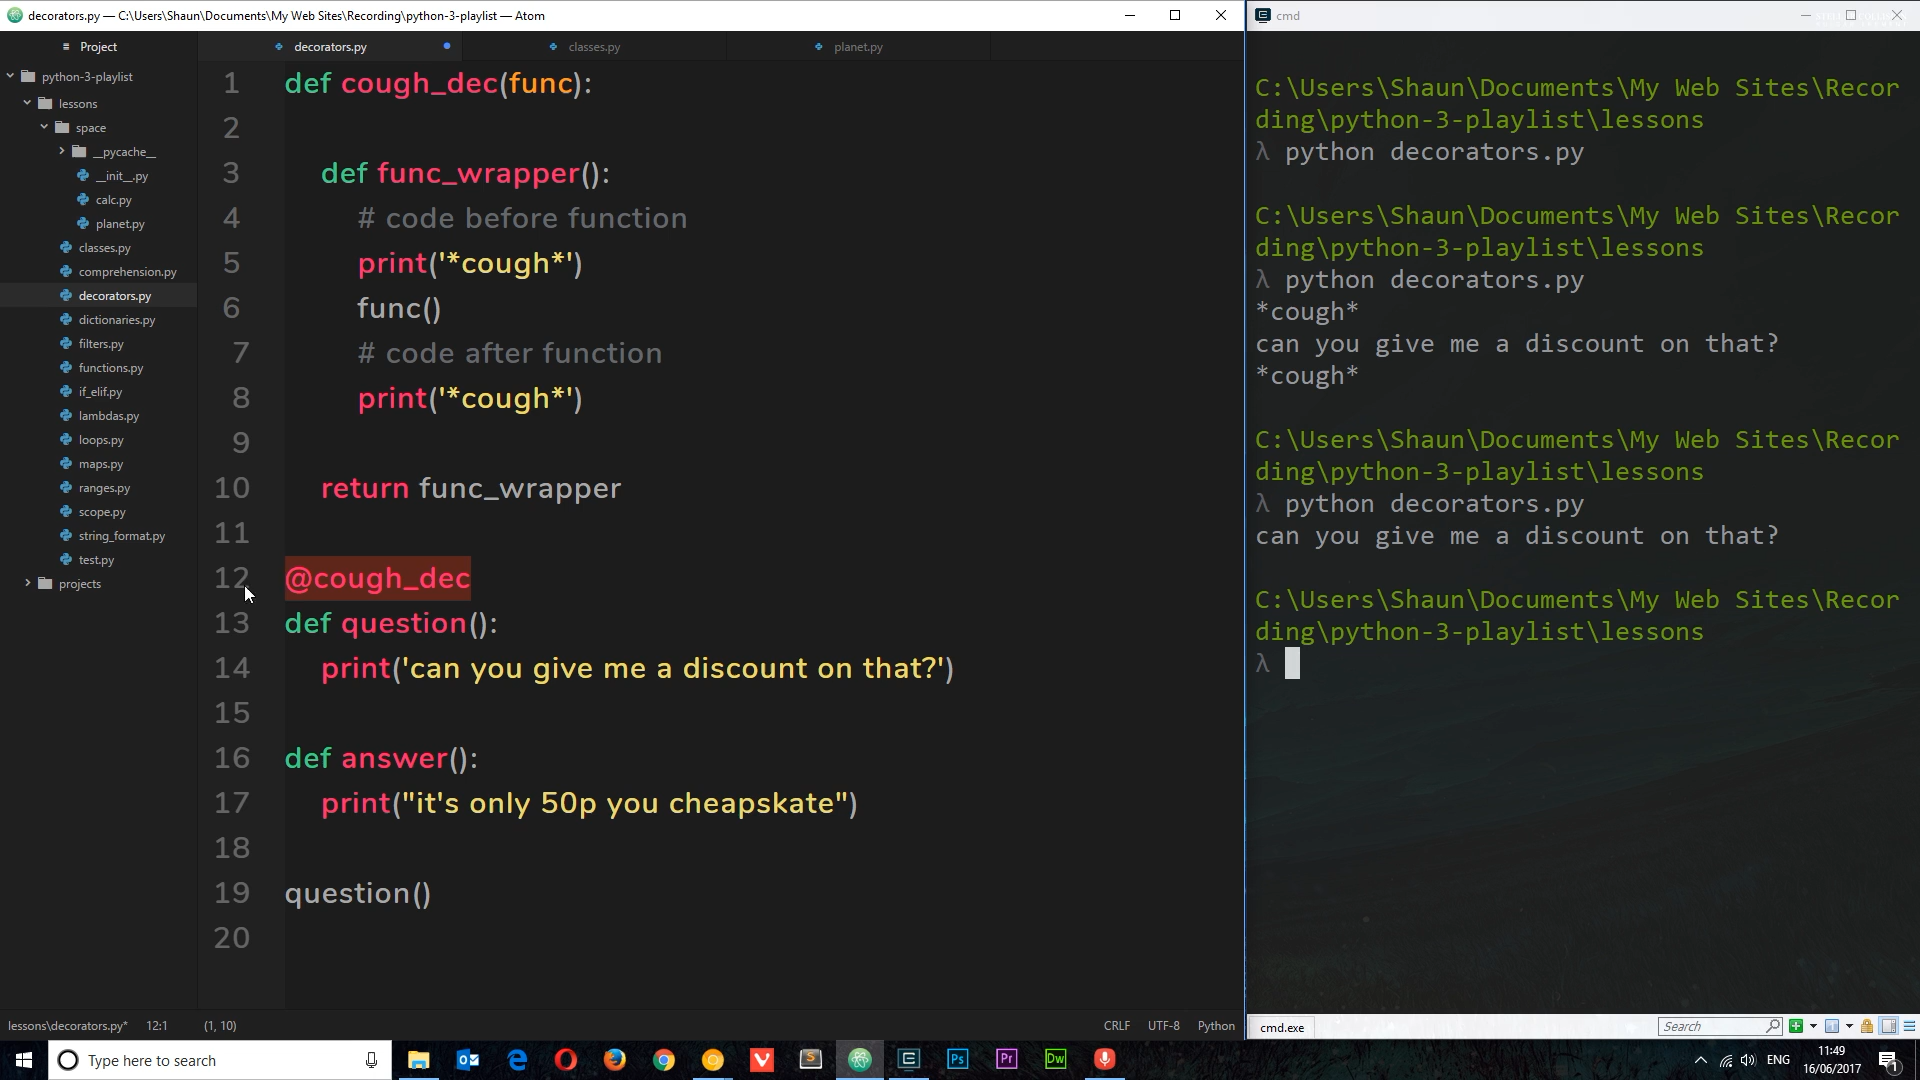 decorators.py — C:\Users\Shaun\Documents\My Web Sites\Recording\python-3-playlist — Atom
Project
python-3-playlist
lessons
space
__pycache__
__init__.py
calc.py
planet.py
classes.py
comprehension.py
decorators.py
dictionaries.py
filters.py
functions.py
if_elif.py
lambdas.py
loops.py
maps.py
ranges.py
scope.py
string_format.py
test.py
projects
decorators.py
classes.py
planet.py
1 def cough_dec(func):
2
3 def func_wrapper():
4 # code before function
5 print('*cough*')
6 func()
7 # code after function
8 print('*cough*')
9
10 return func_wrapper
11
12 @cough_dec
13 def question():
14 print('can you give me a discount on that?')
15
16 def answer():
17 print("it's only 50p you cheapskate")
18
19 question()
20
lessons\decorators.py* 12:1 (1, 10)
CRLF UTF-8 Python
cmd
C:\Users\Shaun\Documents\My Web Sites\Recor
ding\python-3-playlist\lessons
λ python decorators.py
C:\Users\Shaun\Documents\My Web Sites\Recor
ding\python-3-playlist\lessons
λ python decorators.py
*cough*
can you give me a discount on that?
*cough*
C:\Users\Shaun\Documents\My Web Sites\Recor
ding\python-3-playlist\lessons
λ python decorators.py
can you give me a discount on that?
C:\Users\Shaun\Documents\My Web Sites\Recor
ding\python-3-playlist\lessons
λ
cmd.exe
Search
Type here to search
S
Ps
Pr
Dw
ENG
11:49
16/06/2017
1